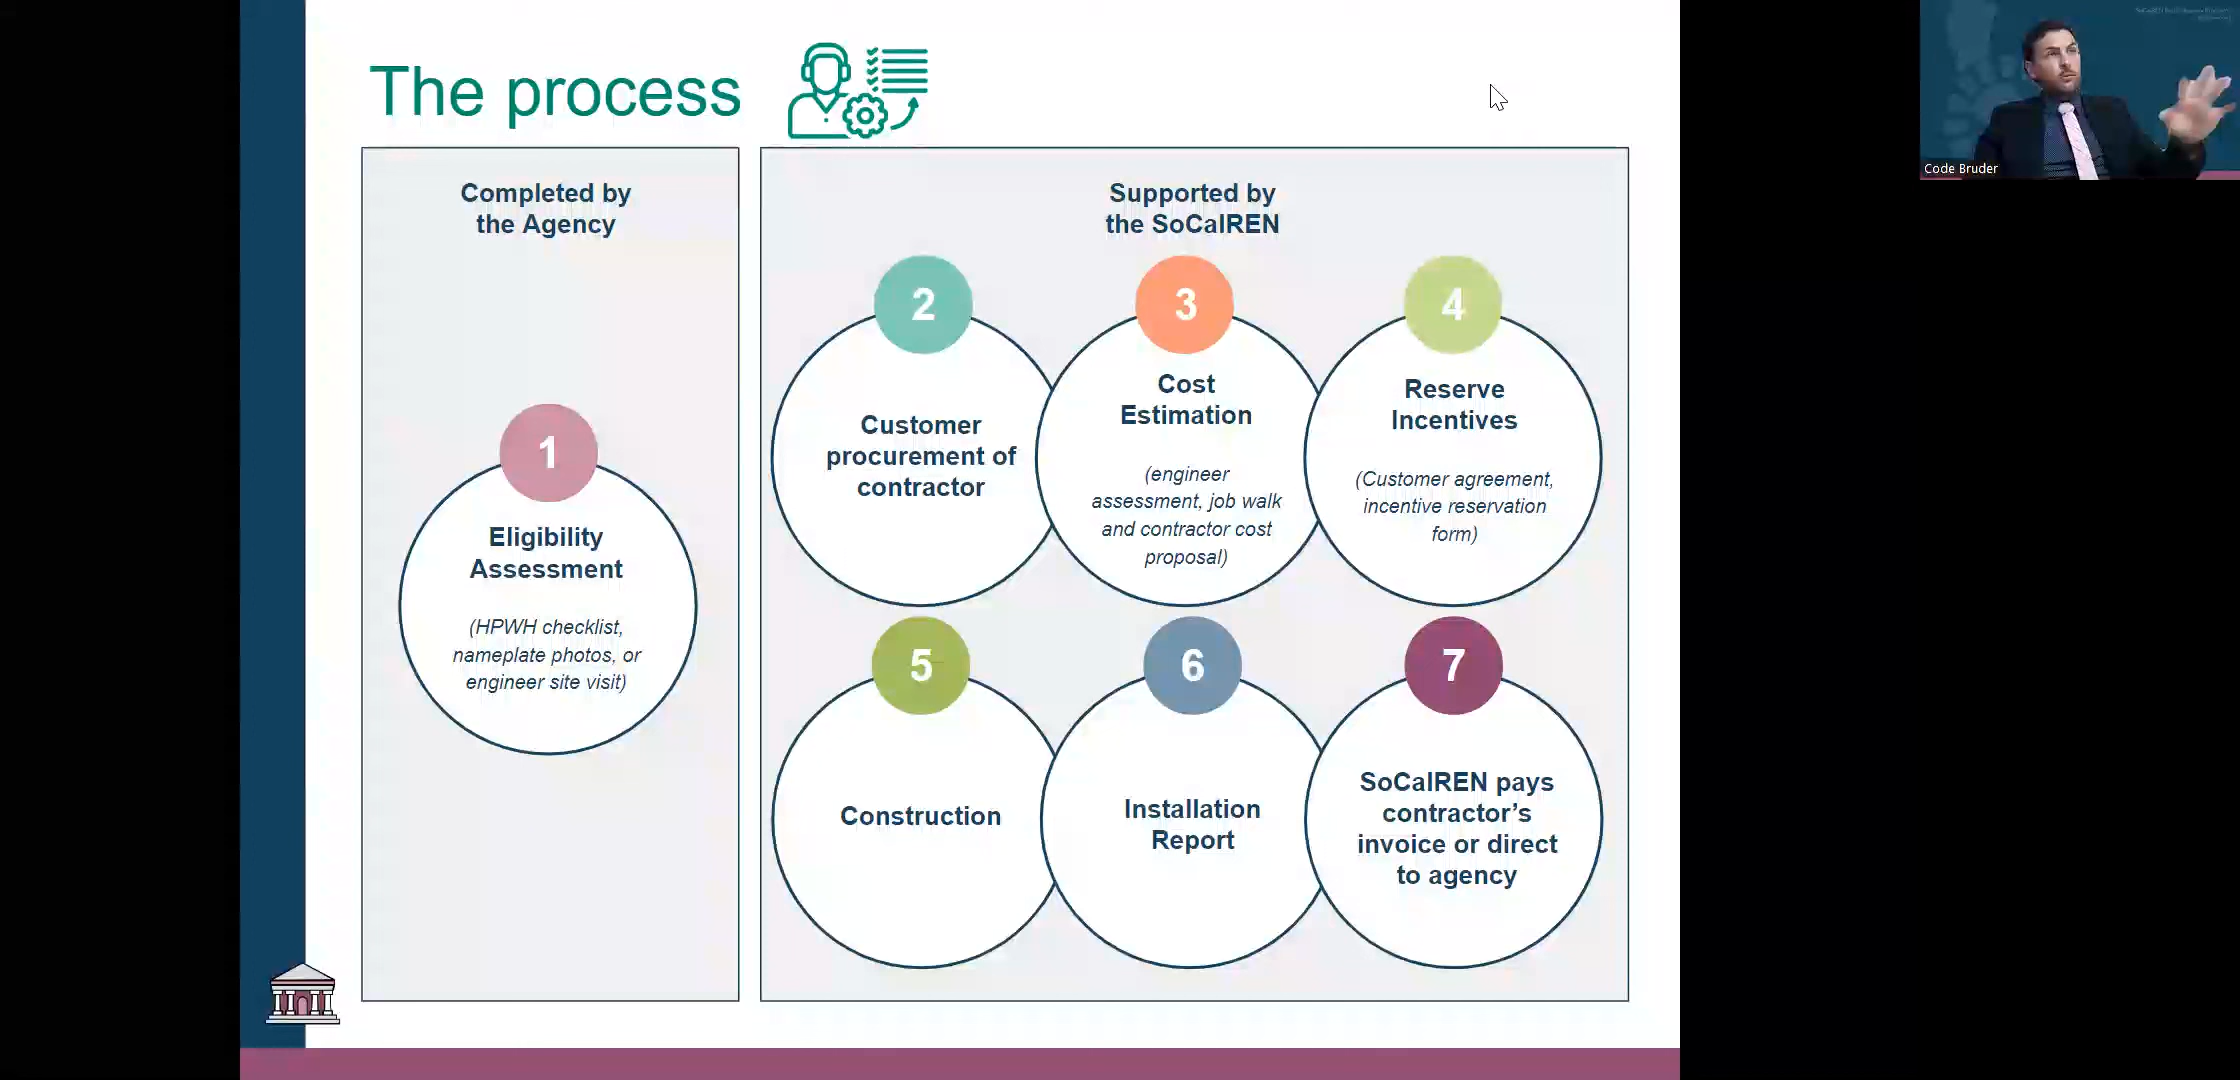 The process
Completed by
the Agency
1
Eligibility
Assessment
(HPWH checklist,
nameplate photos, or
engineer site visit)
Supported by
the SoCalREN
2
Customer
procurement of
contractor
3
Cost
Estimation
(engineer
assessment, job walk
and contractor cost
proposal)
4
Reserve
Incentives
(Customer agreement,
incentive reservation
form)
5
Construction
6
Installation
Report
7
SoCalREN pays
contractor’s
invoice or direct
to agency
Code Bruder